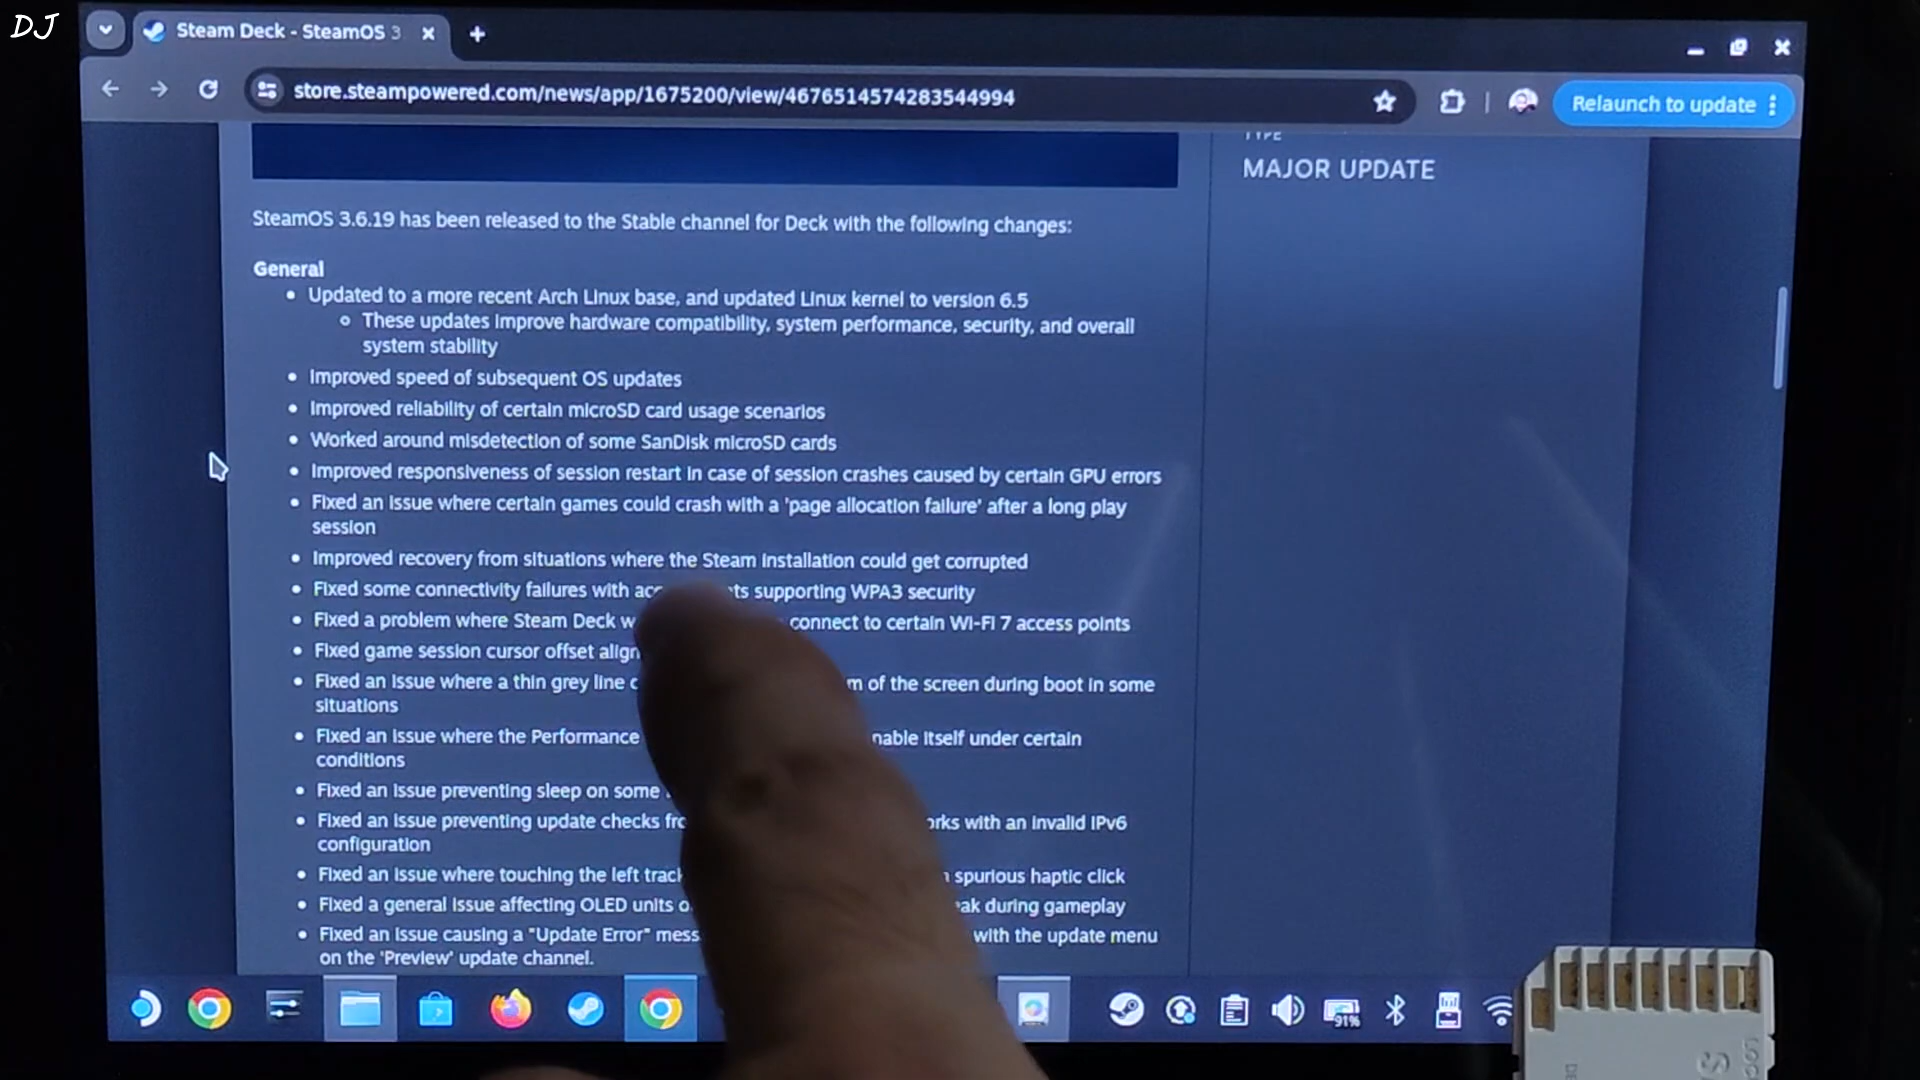 DJ
Steam Deck - SteamOS 3
store.steampowered.com/news/app/1675200/view/4676514574283544994
Relaunch to update
TYPE
MAJOR UPDATE
SteamOS 3.6.19 has been released to the Stable channel for Deck with the following changes:
General
Updated to a more recent Arch Linux base, and updated Linux kernel to version 6.5
These updates improve hardware compatibility, system performance, security, and overall
system stability
Improved speed of subsequent OS updates
Improved reliability of certain microSD card usage scenarios
Worked around misdetection of some SanDisk microSD cards
Improved responsiveness of session restart in case of session crashes caused by certain GPU errors
Fixed an issue where certain games could crash with a 'page allocation failure' after a long play
session
Improved recovery from situations where the Steam installation could get corrupted
Fixed some connectivity failures with supporting WPA3 security
Fixed a problem where Steam Deck connect to certain Wi-Fi 7 access points
Fixed game session cursor offset
Fixed an issue where a thin grey line of the screen during boot in some
situations
Fixed an issue where the Performance itself under certain
conditions
Fixed an issue preventing sleep on some
Fixed an issue preventing update checks with an invalid IPv6
configuration
Fixed an issue where touching the left spurious haptic click
Fixed a general issue affecting OLED units during gameplay
Fixed an issue causing a "Update Error" with the update menu
on the 'Preview' update channel.
91%